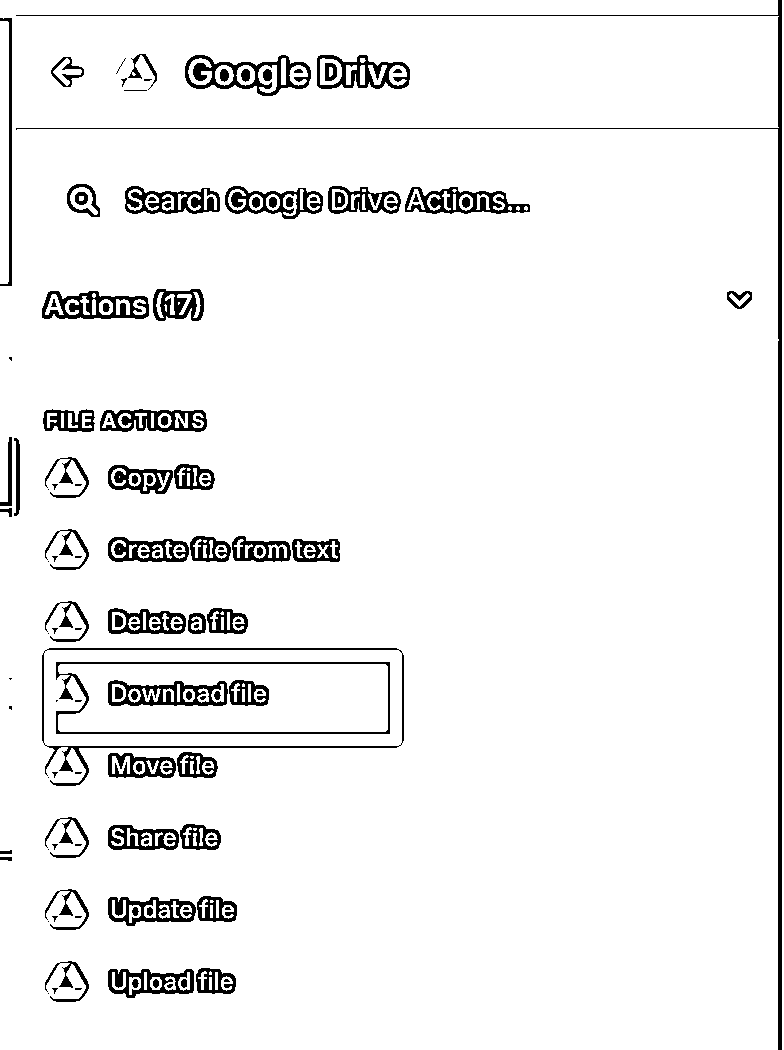 Google Drive
Search Google Drive Actions...
Actions (17)
FILE ACTIONS
Copy file
Create file from text
Delete a file
Download file
Move file
Share file
Update file
Upload file